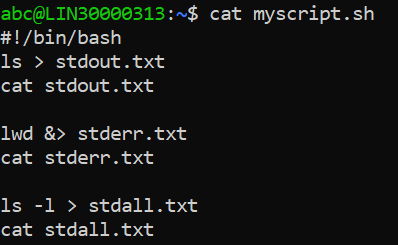 abc@LIN30000313:~$ cat myscript.sh
#!/bin/bash
ls > stdout.txt
cat stdout.txt

lwd &> stderr.txt
cat stderr.txt

ls -l > stdall.txt
cat stdall.txt